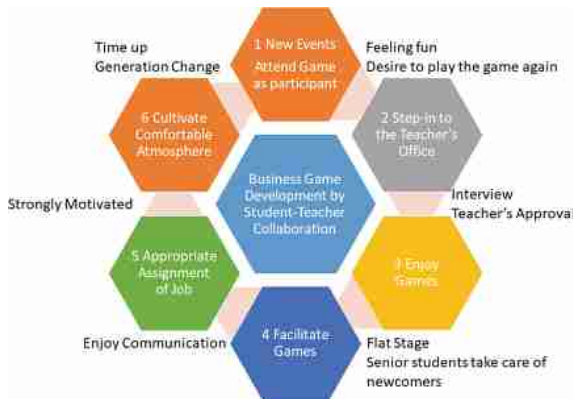 Time up
Generation Change
1 New Events
Attend Game
as participant
Feeling fun
Desire to play the game again
6 Cultivate
Comfortable
Atmosphere
2 Step-in to
the Teacher's
Office
Business Game
Development by
Student-Teacher
Collaboration
Strongly Motivated
Interview
Teacher's Approval
5 Appropriate
Assignment
of Job
3 Enjoy
Games
Enjoy Communication
4 Facilitate
Games
Flat Stage
Senior students take care of
newcomers